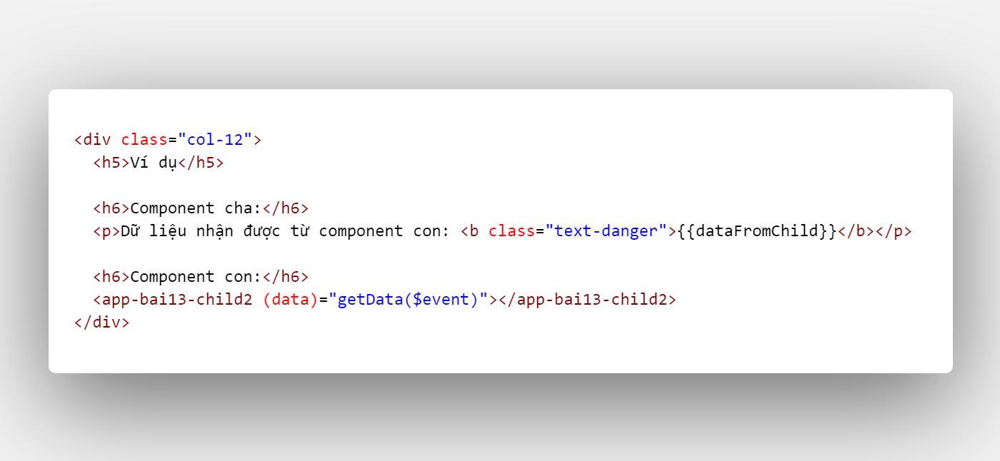 <div class="col-12">
<h5>Ví dụ</h5>
<h6>Component cha:</h6>
<p>Dữ liệu nhận được từ component con: <b class="text-danger">{{dataFromChild}}</b></p>
<h6>Component con:</h6>
<app-bai13-child2 (data)="getData($event)"></app-bai13-child2>
</div>